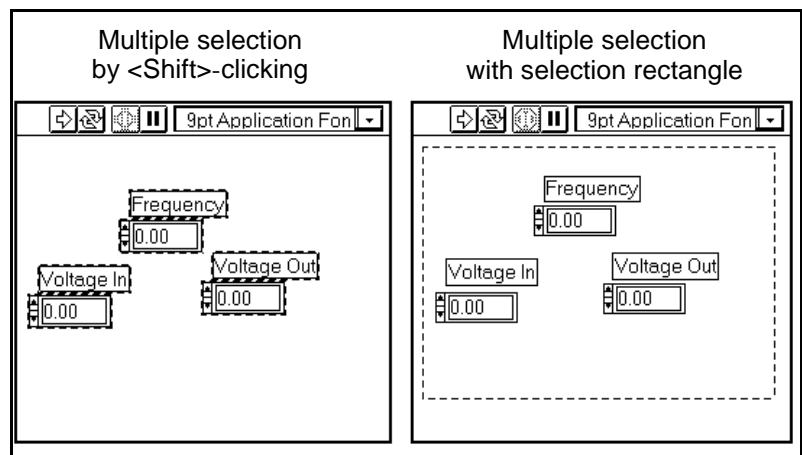 Multiple selection
by <Shift>-clicking
Multiple selection
with selection rectangle
9pt Application Fon
Frequency
0.00
Voltage In
0.00
Voltage Out
0.00
9pt Application Fon
Frequency
0.00
Voltage In
0.00
Voltage Out
0.00